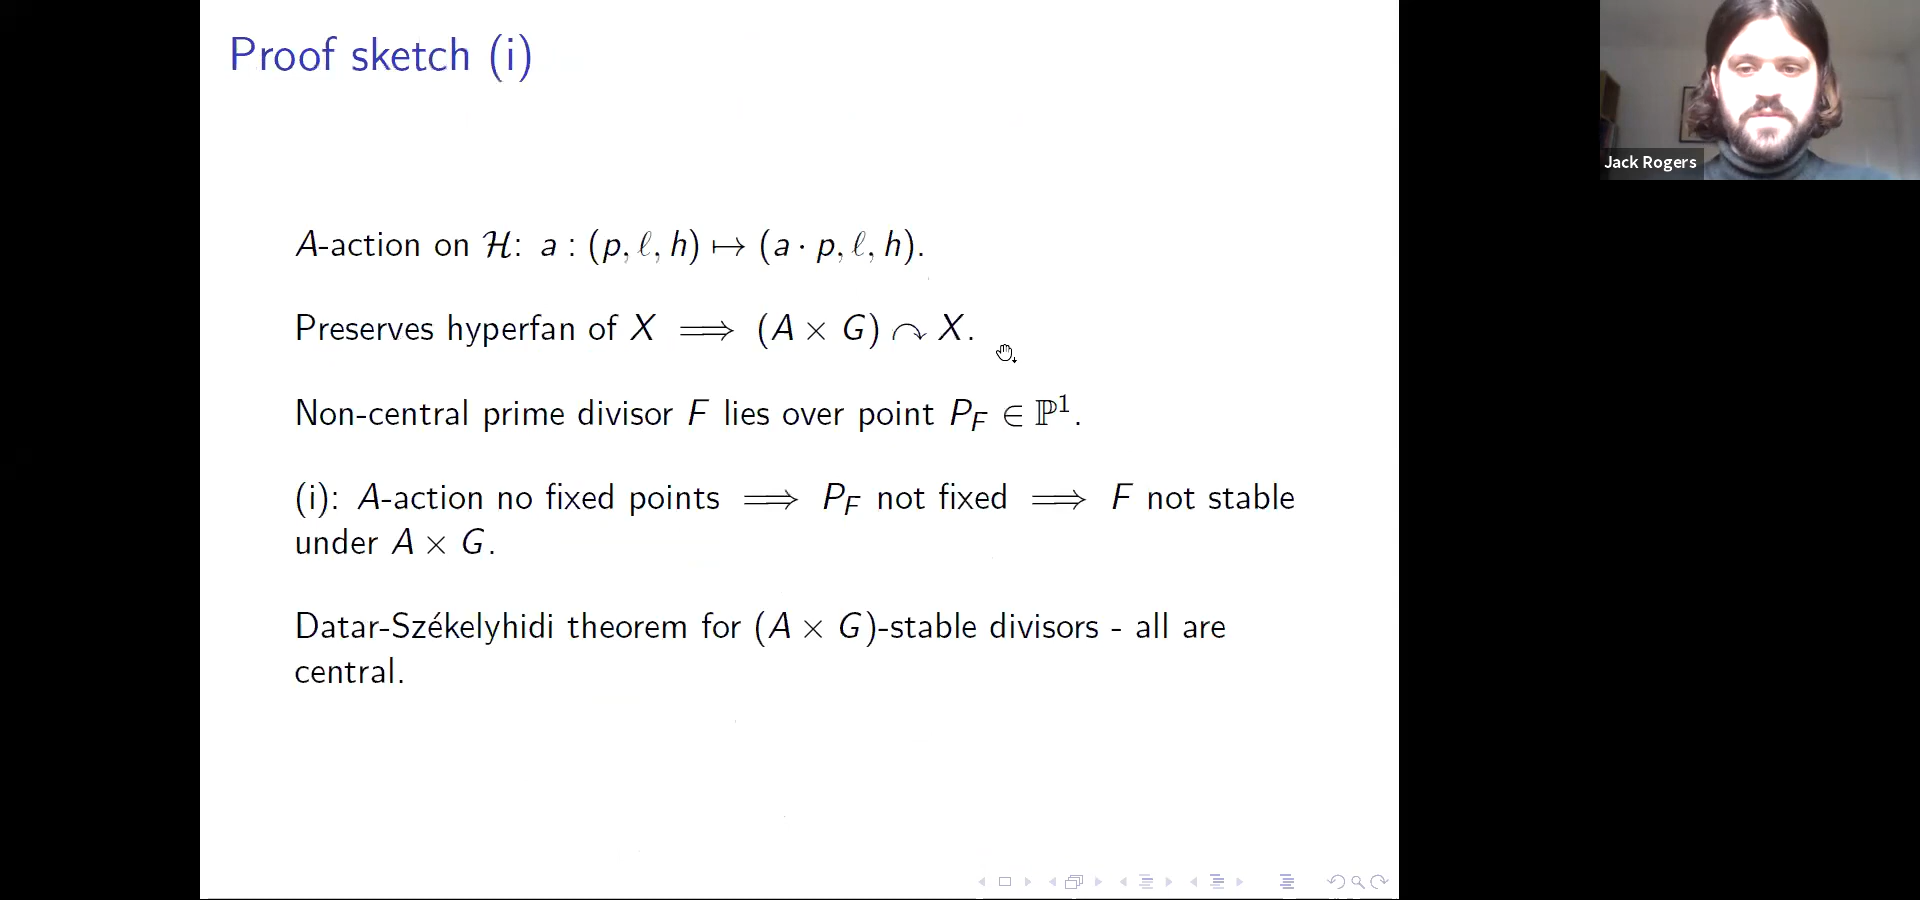 Proof sketch (i)
Jack Rogers
A-action on ℋ: a : (p, ℓ, h) ↦ (a · p, ℓ, h).
Preserves hyperfan of X ⟹ (A × G) ↷ X.
Non-central prime divisor F lies over point P_F ∈ ℙ¹.
(i): A-action no fixed points ⟹ P_F not fixed ⟹ F not stable
under A × G.
Datar-Székelyhidi theorem for (A × G)-stable divisors - all are
central.